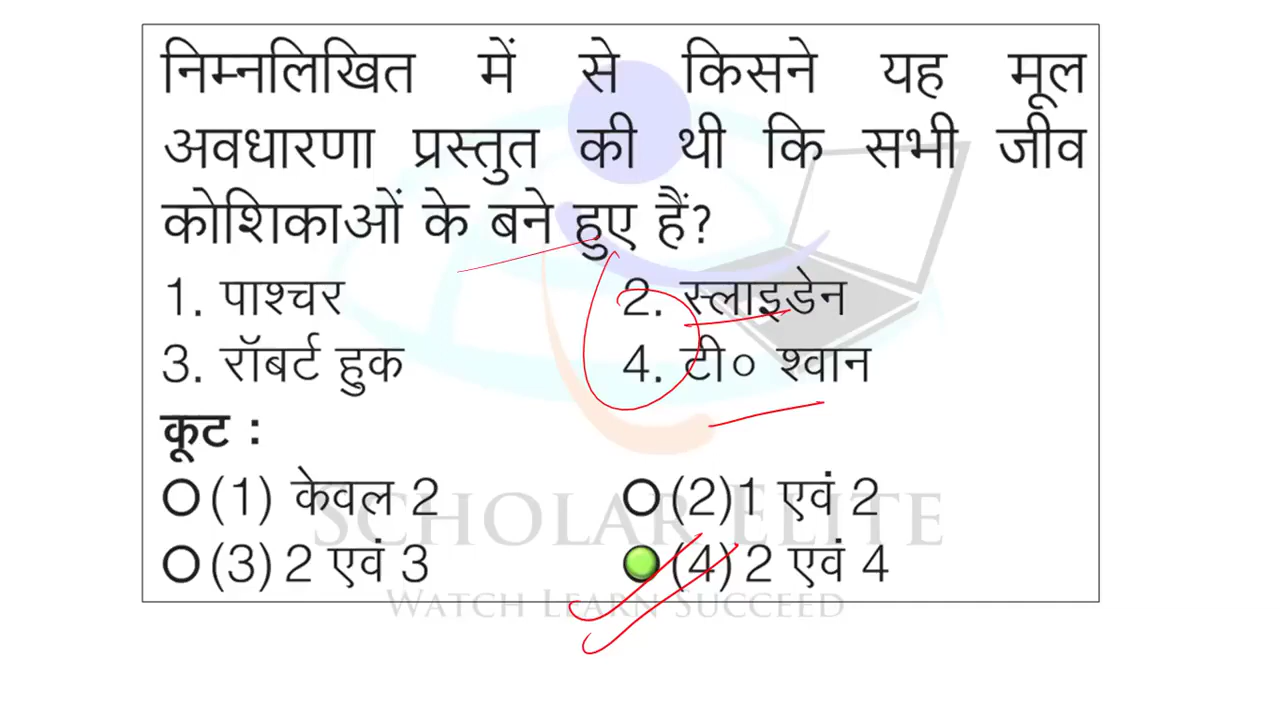 निम्नलिखित में से किसने यह मूल
अवधारणा प्रस्तुत की थी कि सभी जीव
कोशिकाओं के बने हुए हैं?
1. पाश्चर 2. स्लाइडेन
3. रॉबर्ट हुक 4. टी० श्वान
कूट :
(1) केवल 2 (2) 1 एवं 2
(3) 2 एवं 3 (4) 2 एवं 4
SCHOLAR ELITE
WATCH LEARN SUCCEED